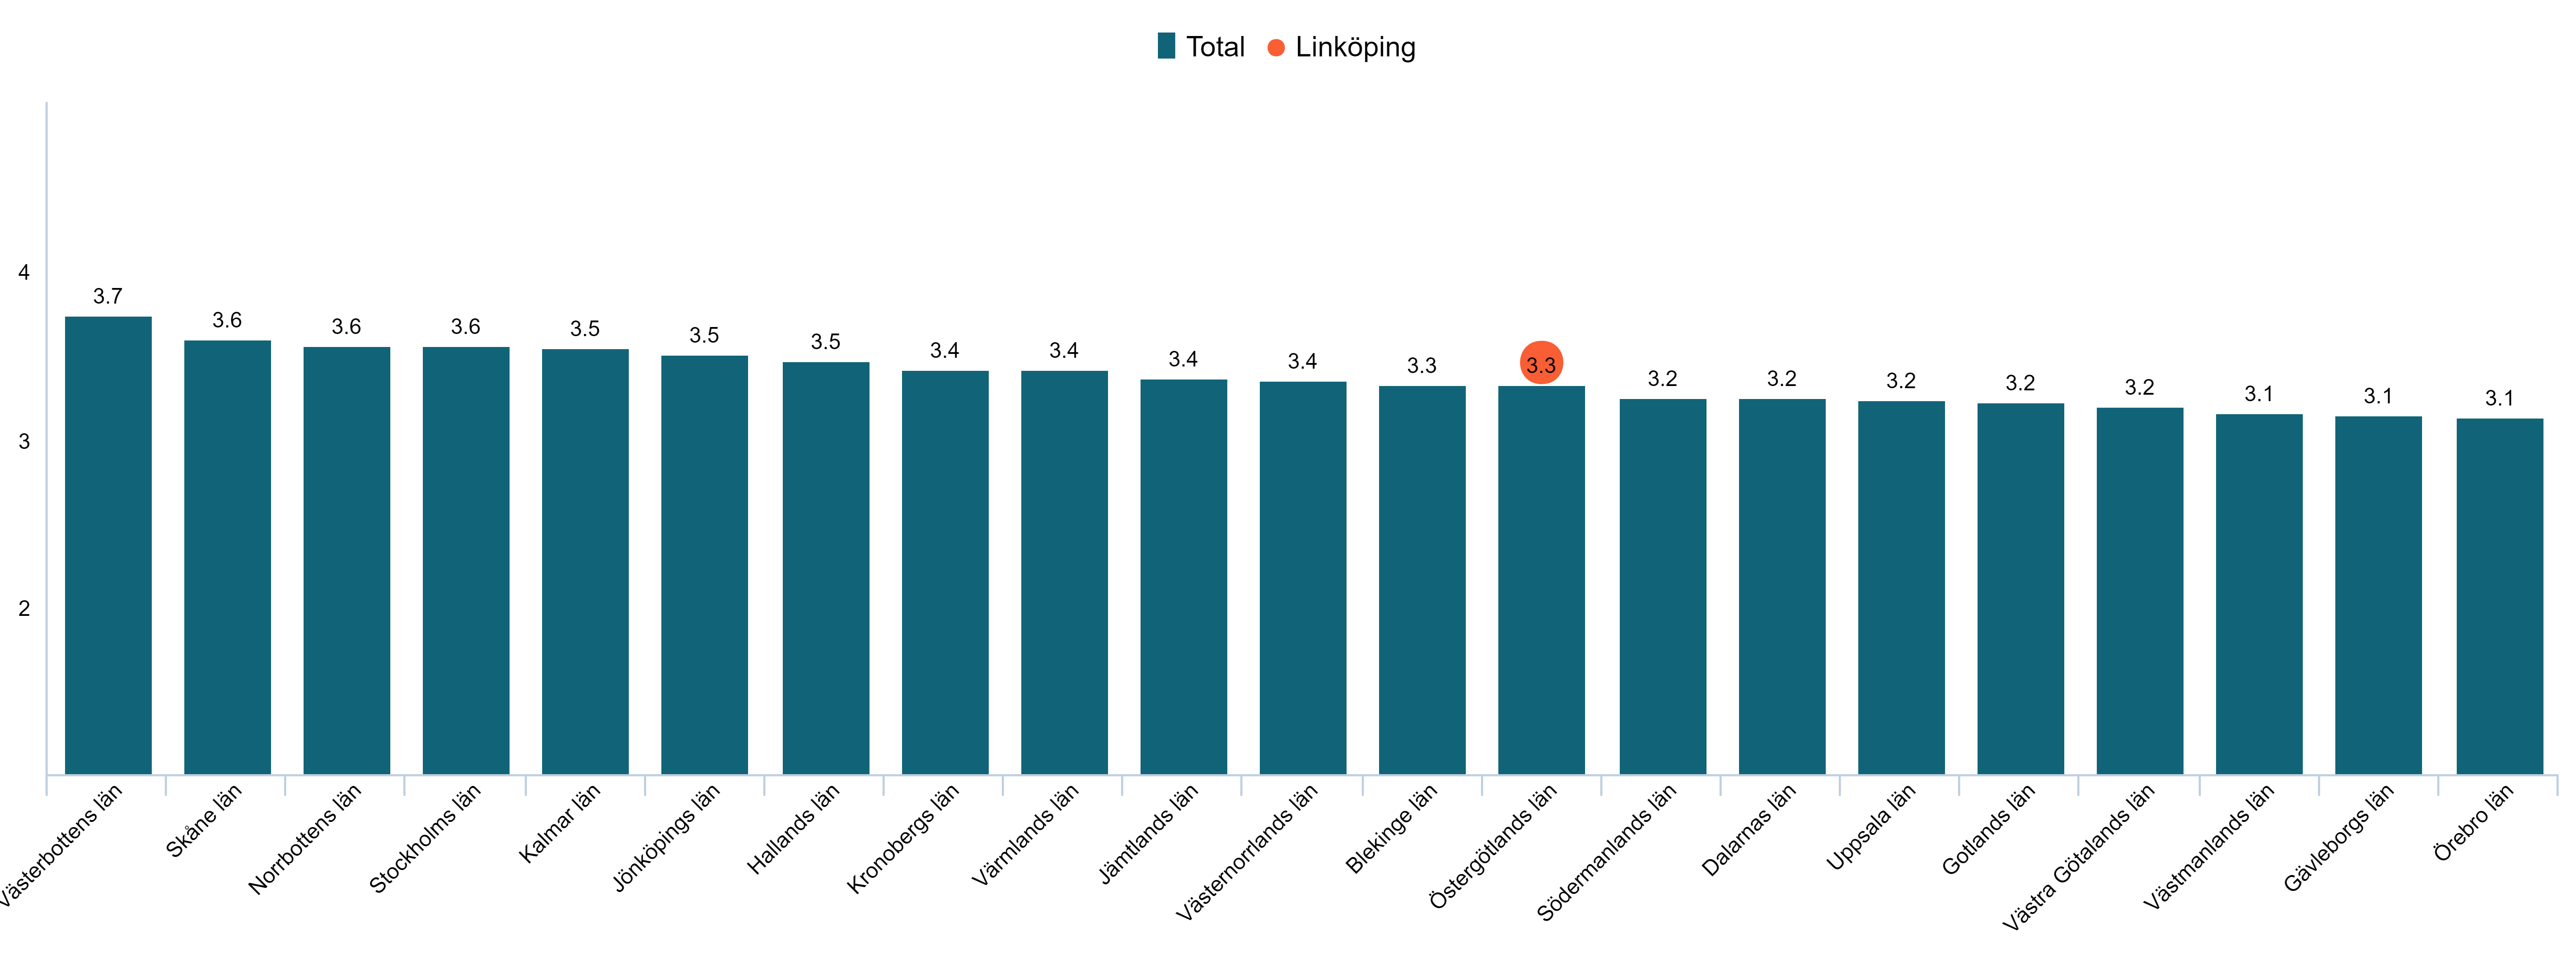 Total Linköping
4
3
2
3.7 3.6 3.6 3.6 3.5 3.5 3.5 3.4 3.4 3.4 3.4 3.3 3.3 3.2 3.2 3.2 3.2 3.2 3.1 3.1 3.1
Västerbottens län
Skåne län
Norrbottens län
Stockholms län
Kalmar län
Jönköpings län
Hallands län
Kronobergs län
Värmlands län
Jämtlands län
Västernorrlands län
Blekinge län
Östergötlands län
Södermanlands län
Dalarnas län
Uppsala län
Gotlands län
Västra Götalands län
Västmanlands län
Gävleborgs län
Örebro län